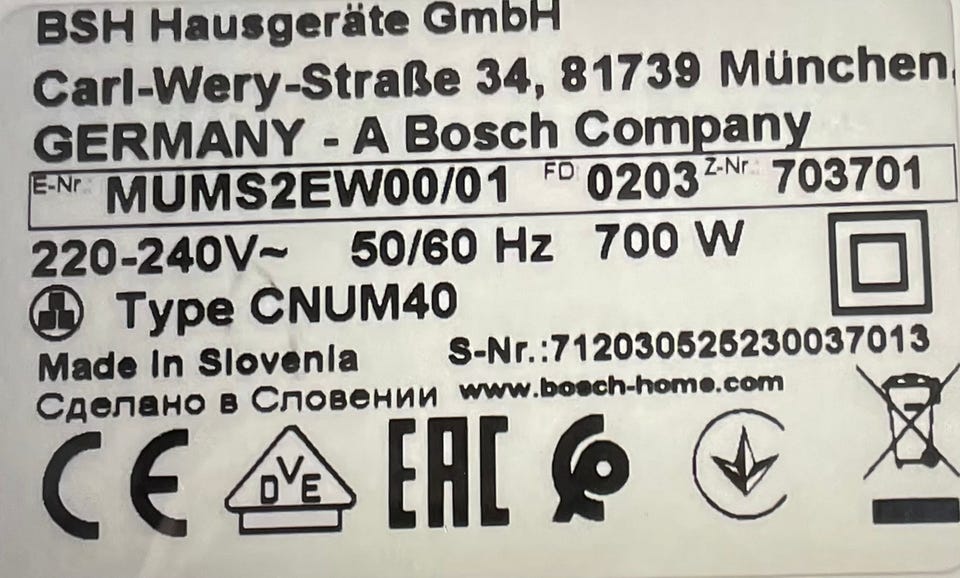 BSH Hausgeräte GmbH
Carl-Wery-Straße 34, 81739 München,
GERMANY - A Bosch Company
E-Nr. MUMS2EW00/01 FD 0203 Z-Nr. 703701
220-240V~ 50/60 Hz 700 W
Type CNUM40
Made in Slovenia S-Nr.:712030525230037013
Сделано в Словении www.bosch-home.com
CE DVE EAC